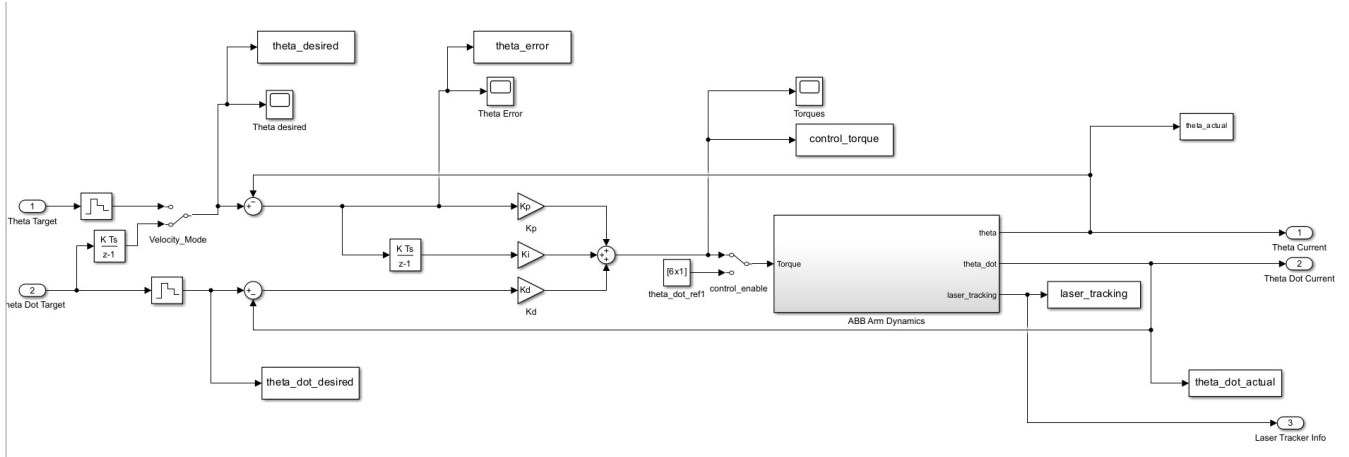 theta_desired
theta_error
Theta desired
Theta Error
Torques
control_torque
theta_actual
1
Theta Target
Velocity_Mode
K Ts
z-1
2
heta Dot Target
+
−
Kp
Kp
K Ts
z-1
Ki
Ki
Kd
Kd
+
+
+
[6x1]
theta_dot_ref1
control_enable
Torque
theta
theta_dot
laser_tracking
ABB Arm Dynamics
1
Theta Current
2
Theta Dot Current
laser_tracking
theta_dot_desired
theta_dot_actual
3
Laser Tracker Info